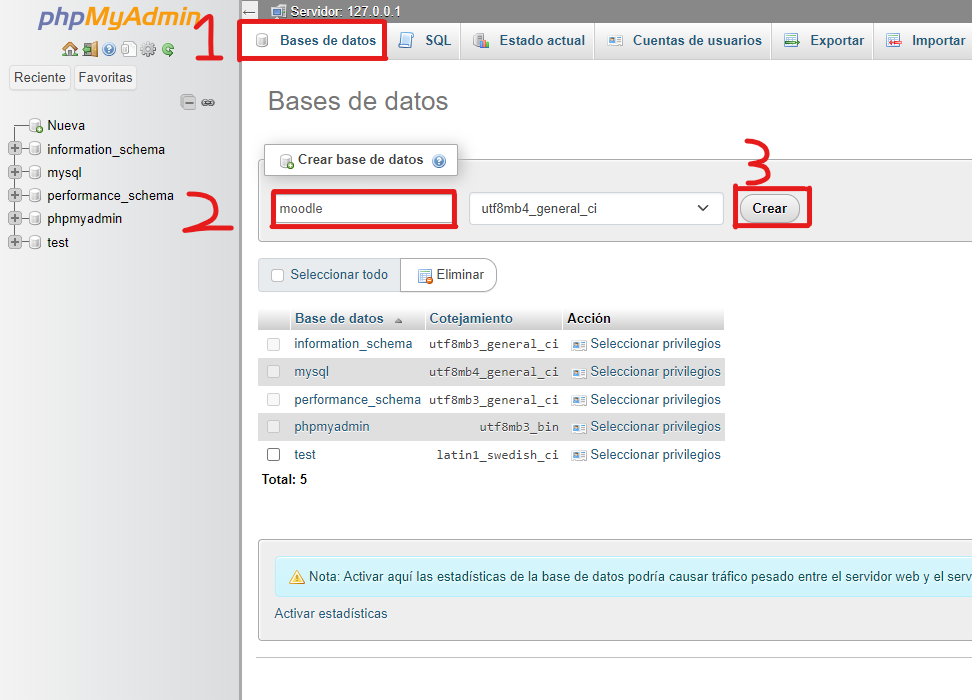 phpMyAdmin
Reciente
Favoritas
Nueva
information_schema
mysql
performance_schema
phpmyadmin
test
1
2
Servidor: 127.0.0.1
Bases de datos
SQL
Estado actual
Cuentas de usuarios
Exportar
Importar
Bases de datos
Crear base de datos
3
moodle
utf8mb4_general_ci
Crear
Seleccionar todo
Eliminar
Base de datos Cotejamiento Acción
information_schema utf8mb3_general_ci Seleccionar privilegios
mysql utf8mb4_general_ci Seleccionar privilegios
performance_schema utf8mb3_general_ci Seleccionar privilegios
phpmyadmin utf8mb3_bin Seleccionar privilegios
test latin1_swedish_ci Seleccionar privilegios
Total: 5
Nota: Activar aquí las estadísticas de la base de datos podría causar tráfico pesado entre el servidor web y el serv
Activar estadísticas